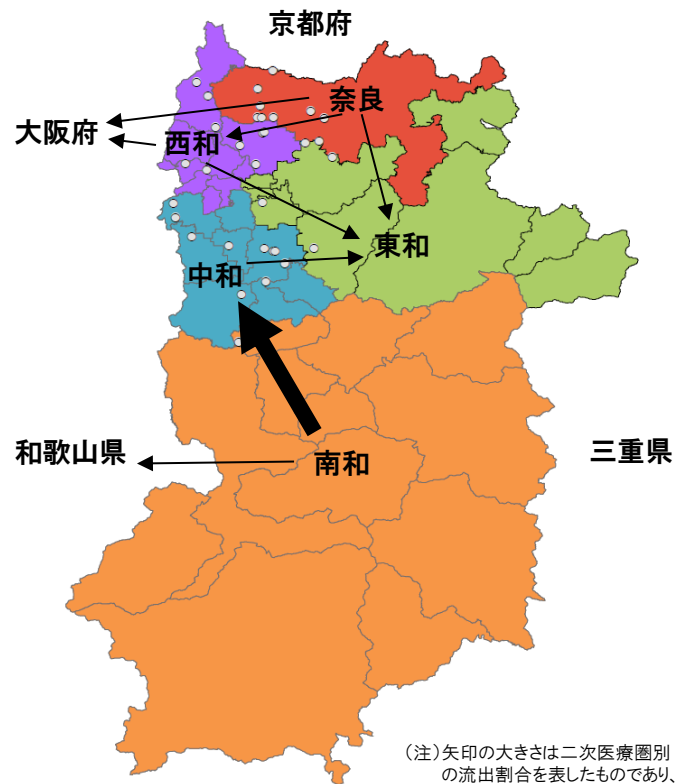 京都府
奈良
大阪府
西和
東和
中和
和歌山県
南和
三重県
（注）矢印の大きさは二次医療圏別
の流出割合を表したものであり、